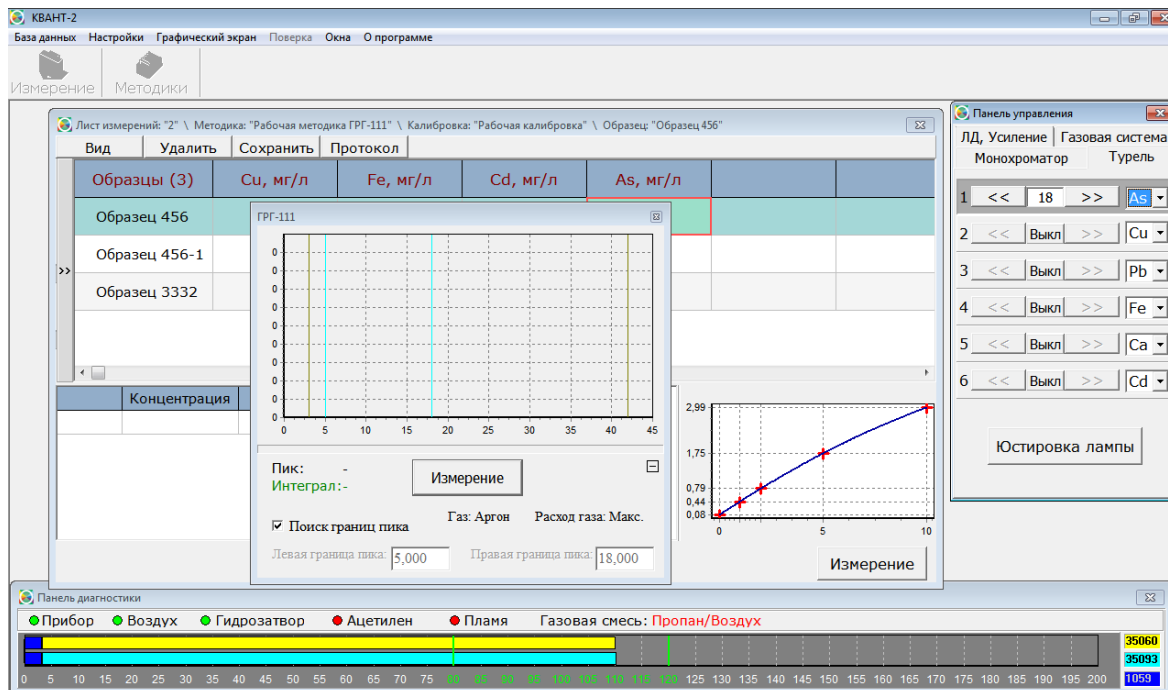 КВАНТ-2
База данных Настройки Графический экран Поверка Окна О программе
Измерение Методики
Лист измерений: "2" \ Методика: "Рабочая методика ГРГ-111" \ Калибровка: "Рабочая калибровка" \ Образец: "Образец 456"
Вид Удалить Сохранить Протокол
Образцы (3) Cu, мг/л Fe, мг/л Cd, мг/л As, мг/л
Образец 456
Образец 456-1
Образец 3332
>>
Концентрация
ГРГ-111
0
0
0
0
0
0
0
0
0
0
0 5 10 15 20 25 30 35 40 45
Пик: -
Интеграл:-
Измерение
Поиск границ пика
Газ: Аргон Расход газа: Макс.
Левая граница пика: 5,000 Правая граница пика: 18,000
2,99
1,75
0,79
0,44
0,08
0 5 10
Измерение
Панель управления
ЛД, Усиление Газовая система
Монохроматор Турель
1 << 18 >> As
2 << Выкл >> Cu
3 << Выкл >> Pb
4 << Выкл >> Fe
5 << Выкл >> Ca
6 << Выкл >> Cd
Юстировка лампы
Панель диагностики
Прибор Воздух Гидрозатвор Ацетилен Пламя Газовая смесь: Пропан/Воздух
35060
35093
0 5 10 15 20 25 30 35 40 45 50 55 60 65 70 75 80 85 90 95 100 105 110 115 120 125 130 135 140 145 150 155 160 165 170 175 180 185 190 195 200 1059